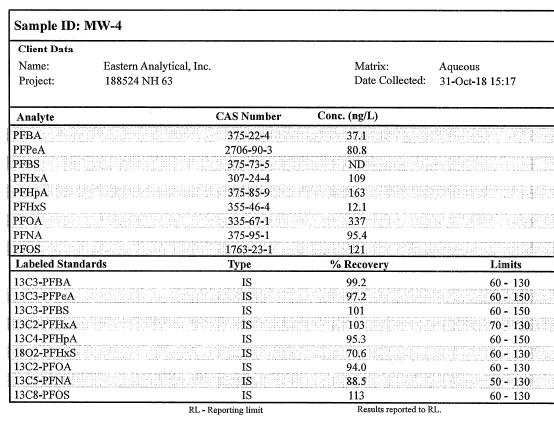 Sample ID: MW-4
Client Data
Name: Eastern Analytical, Inc. Matrix: Aqueous
Project: 188524 NH 63 Date Collected: 31-Oct-18 15:17
Analyte CAS Number Conc. (ng/L)
PFBA 375-22-4 37.1
PFPeA 2706-90-3 80.8
PFBS 375-73-5 ND
PFHxA 307-24-4 109
PFHpA 375-85-9 163
PFHxS 355-46-4 12.1
PFOA 335-67-1 337
PFNA 375-95-1 95.4
PFOS 1763-23-1 121
Labeled Standards Type % Recovery Limits
13C3-PFBA IS 99.2 60 - 130
13C3-PFPeA IS 97.2 60 - 150
13C3-PFBS IS 101 60 - 150
13C2-PFHxA IS 103 70 - 130
13C4-PFHpA IS 95.3 60 - 150
18O2-PFHxS IS 70.6 60 - 130
13C2-PFOA IS 94.0 60 - 130
13C5-PFNA IS 88.5 50 - 130
13C8-PFOS IS 113 60 - 130
RL - Reporting limit Results reported to RL.